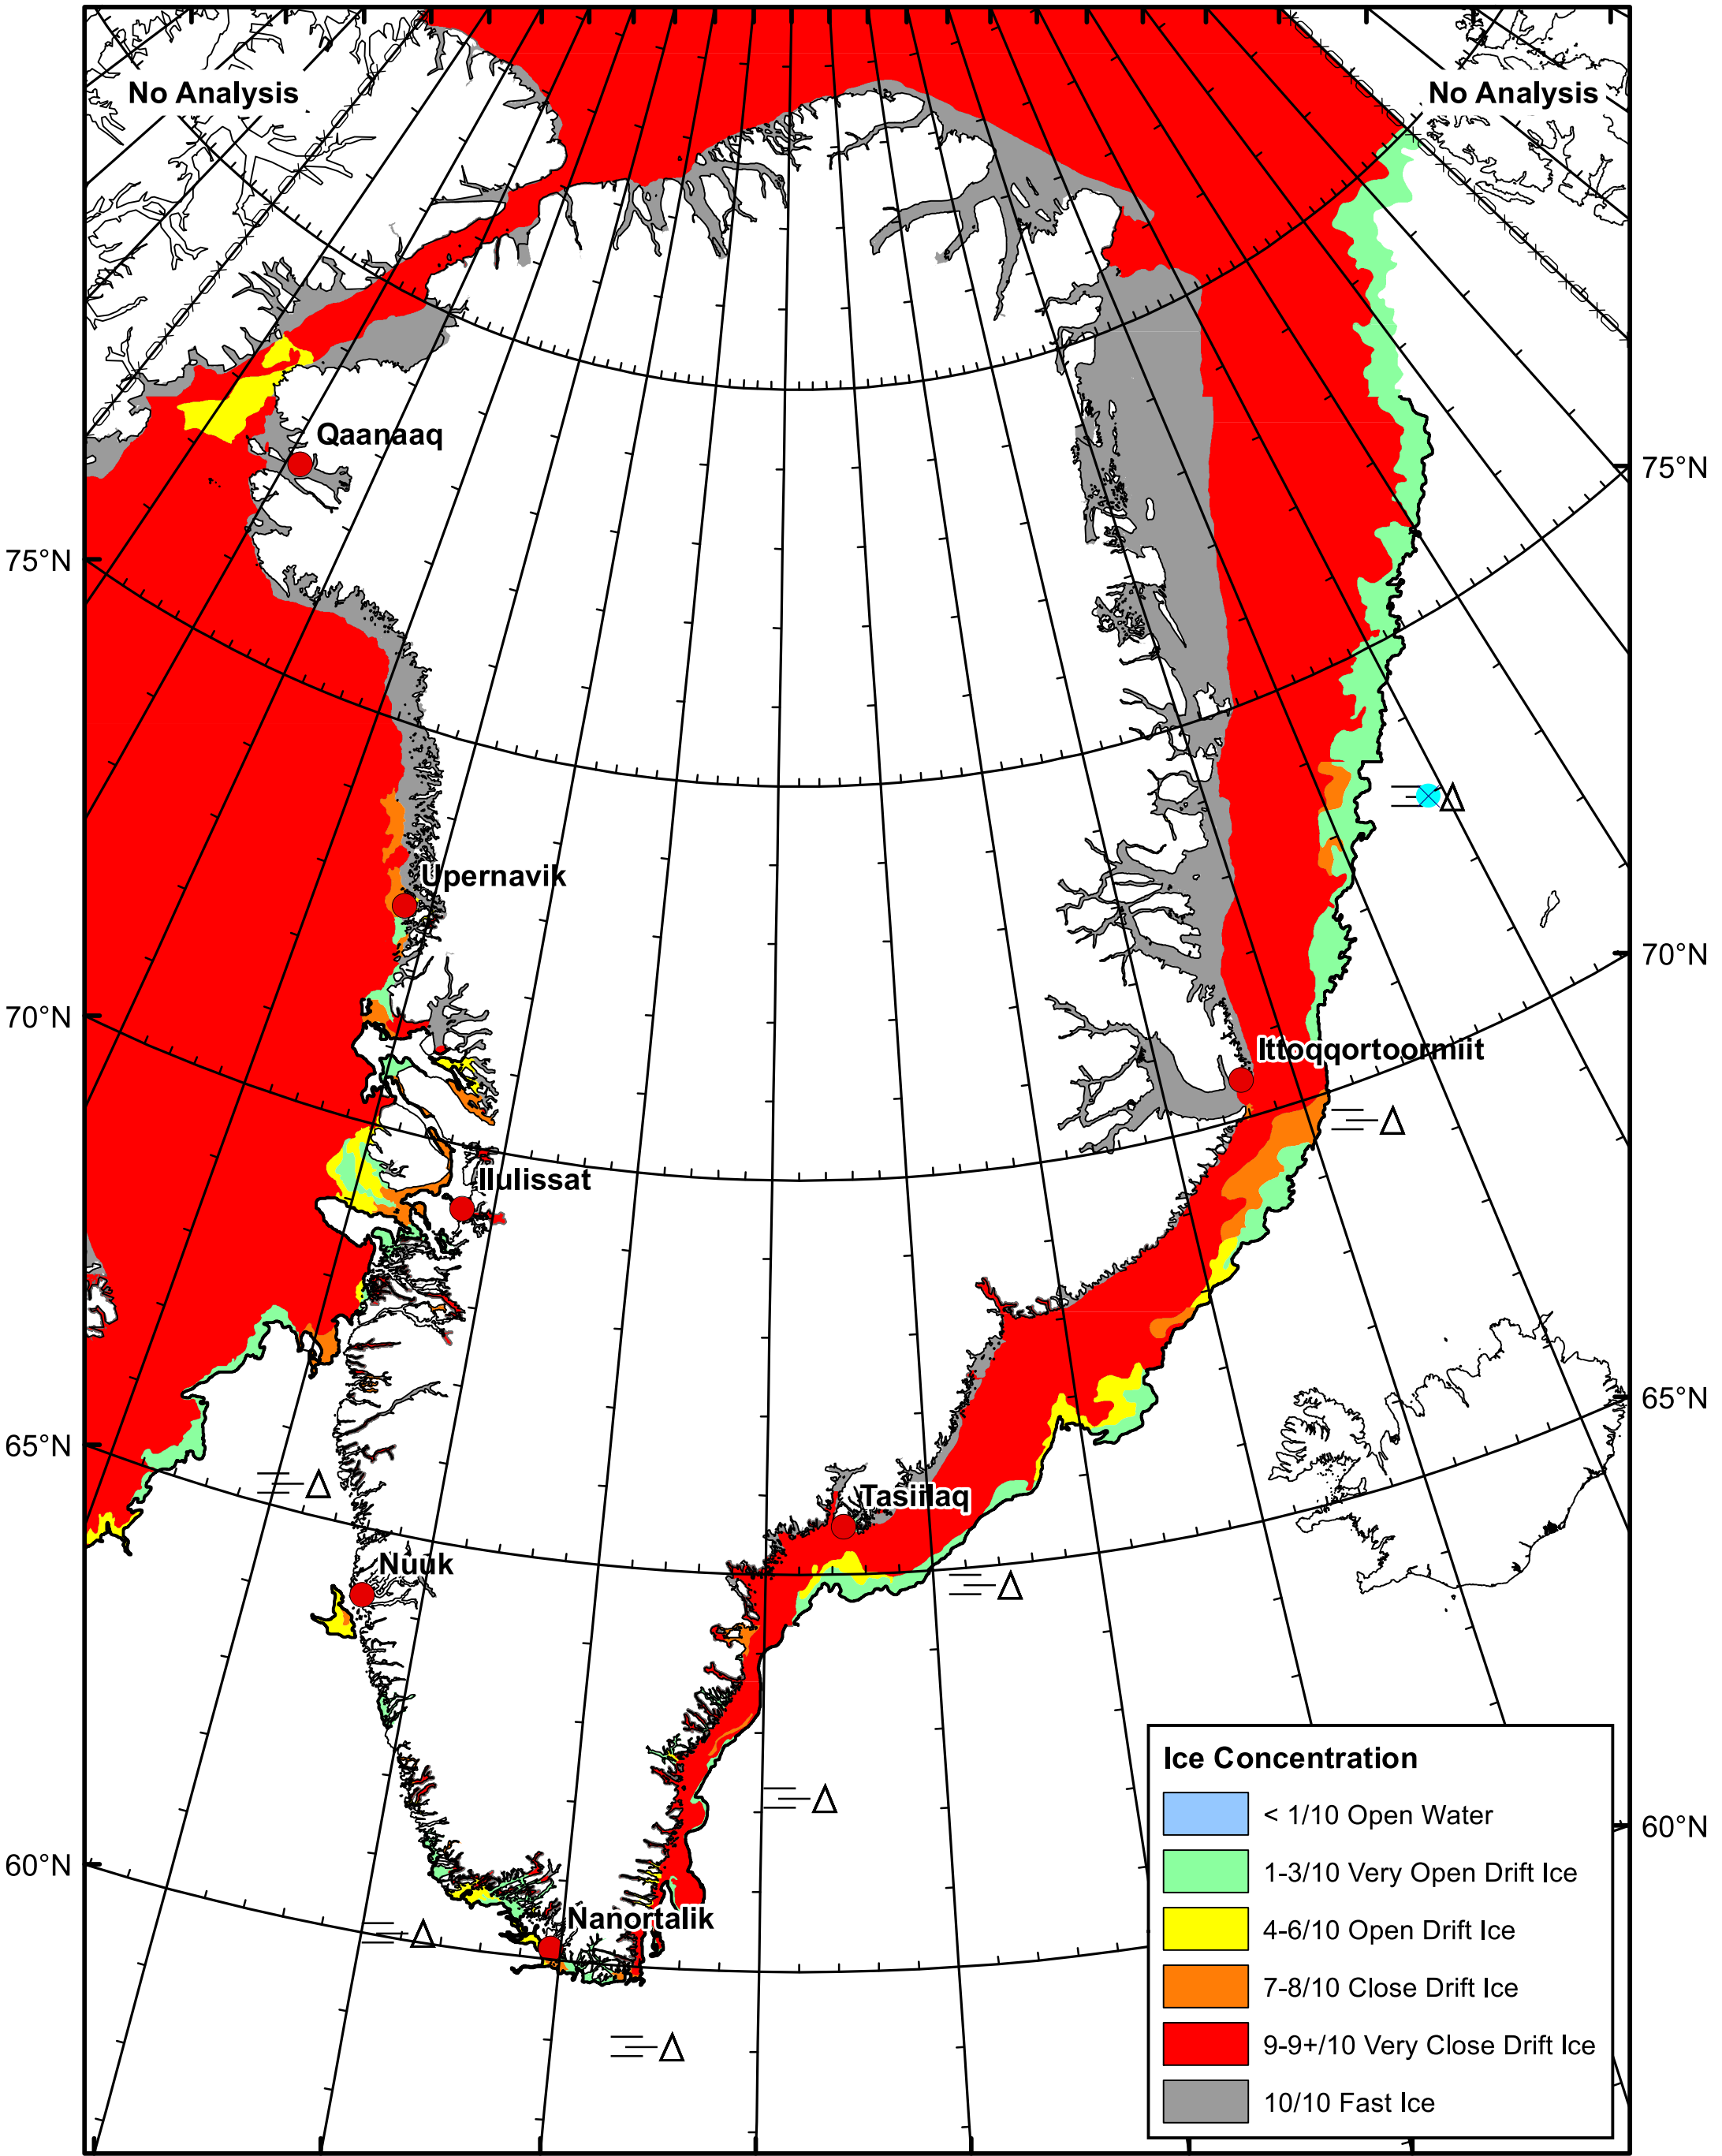 No Analysis
No Analysis
Qaanaaq
75°N
75°N
Upernavik
70°N
70°N
Ittoqqortoormiit
Ilulissat
65°N
65°N
Tasiilaq
Nuuk
60°N
60°N
Nanortalik
Ice Concentration
< 1/10 Open Water
1-3/10 Very Open Drift Ice
4-6/10 Open Drift Ice
7-8/10 Close Drift Ice
9-9+/10 Very Close Drift Ice
10/10 Fast Ice